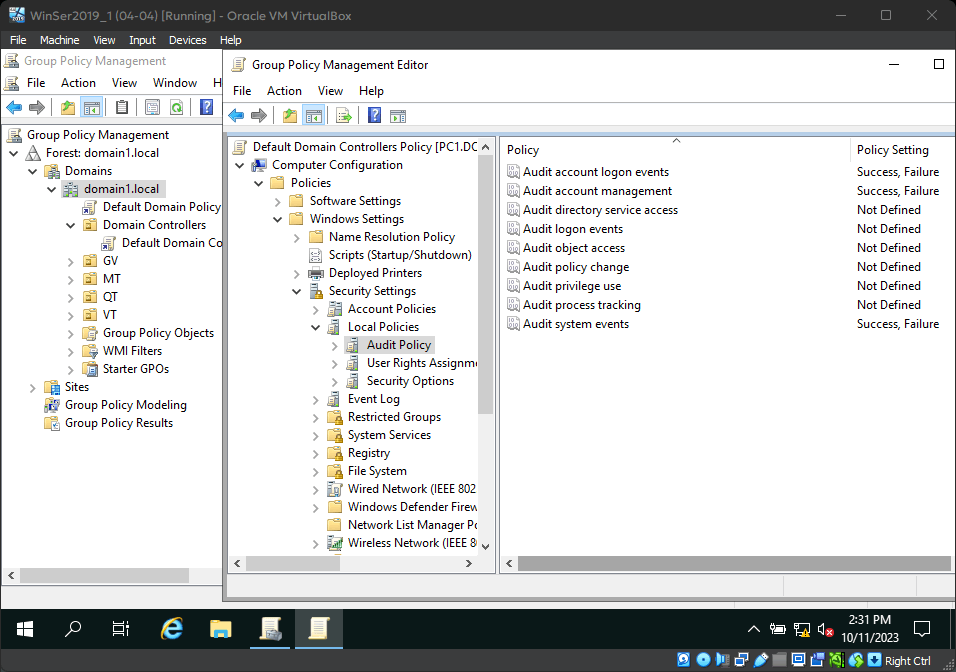 WinSer2019_1 (04-04) [Running] - Oracle VM VirtualBox
File Machine View Input Devices Help
Group Policy Management
File Action View Window H
Group Policy Management
Forest: domain1.local
Domains
domain1.local
Default Domain Policy
Domain Controllers
Default Domain Co
GV
MT
QT
VT
Group Policy Objects
WMI Filters
Starter GPOs
Sites
Group Policy Modeling
Group Policy Results
Group Policy Management Editor
File Action View Help
Default Domain Controllers Policy [PC1.DC
Computer Configuration
Policies
Software Settings
Windows Settings
Name Resolution Policy
Scripts (Startup/Shutdown)
Deployed Printers
Security Settings
Account Policies
Local Policies
Audit Policy
User Rights Assignm
Security Options
Event Log
Restricted Groups
System Services
Registry
File System
Wired Network (IEEE 802
Windows Defender Firew
Network List Manager Po
Wireless Network (IEEE 8
Policy Policy Setting
Audit account logon events Success, Failure
Audit account management Success, Failure
Audit directory service access Not Defined
Audit logon events Not Defined
Audit object access Not Defined
Audit policy change Not Defined
Audit privilege use Not Defined
Audit process tracking Not Defined
Audit system events Success, Failure
2:31 PM
10/11/2023
Right Ctrl